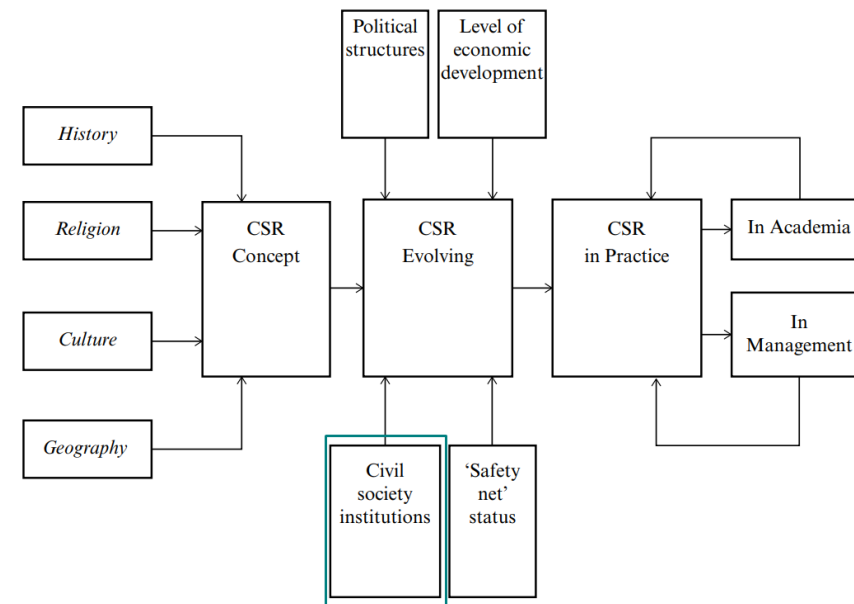 Political
structures
Level of
economic
development
History
Religion
Culture
Geography
CSR
Concept
CSR
Evolving
CSR
in Practice
In Academia
In
Management
Civil
society
institutions
‘Safety
net’
status